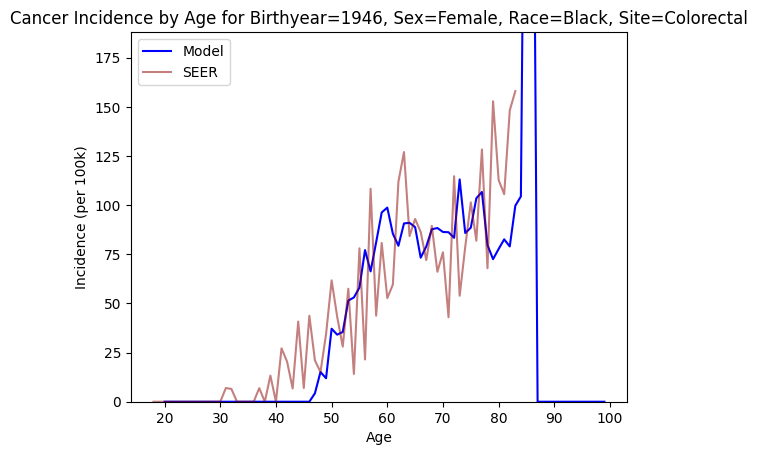 Cancer Incidence by Age for Birthyear=1946, Sex=Female, Race=Black, Site=Colorectal
Model
SEER
175
150
125
100
75
50
25
0
Incidence (per 100k)
20 30 40 50 60 70 80 90 100
Age